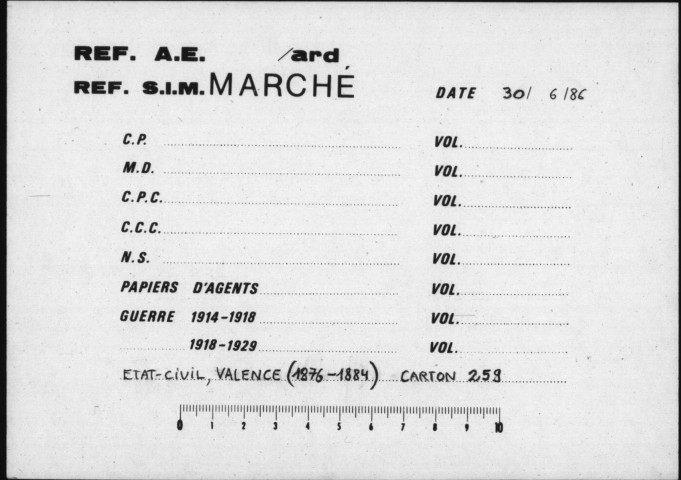 REF. A.E. /ard
REF. S.I.M. MARCHÉ DATE 30/ 6/86
C.P. VOL.
M.D. VOL.
C.P.C. VOL.
C.C.C. VOL.
N.S. VOL.
PAPIERS D'AGENTS VOL.
GUERRE 1914-1918 VOL.
1918-1929 VOL.
ETAT-CIVIL, VALENCE (1876-1884) CARTON 259
0 1 2 3 4 5 6 7 8 9 10